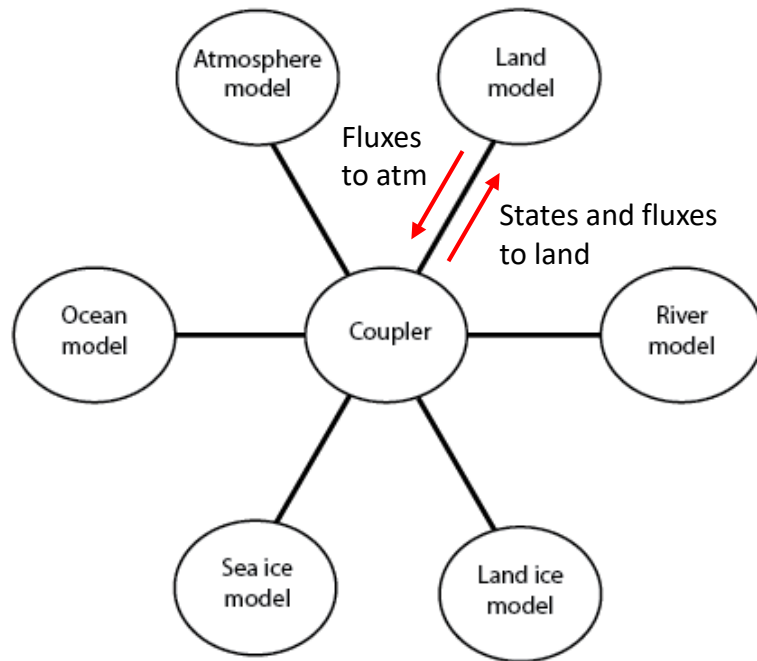 Atmosphere
model
Land
model
Fluxes
to atm
States and fluxes
to land
Ocean
model
Coupler
River
model
Sea ice
model
Land ice
model